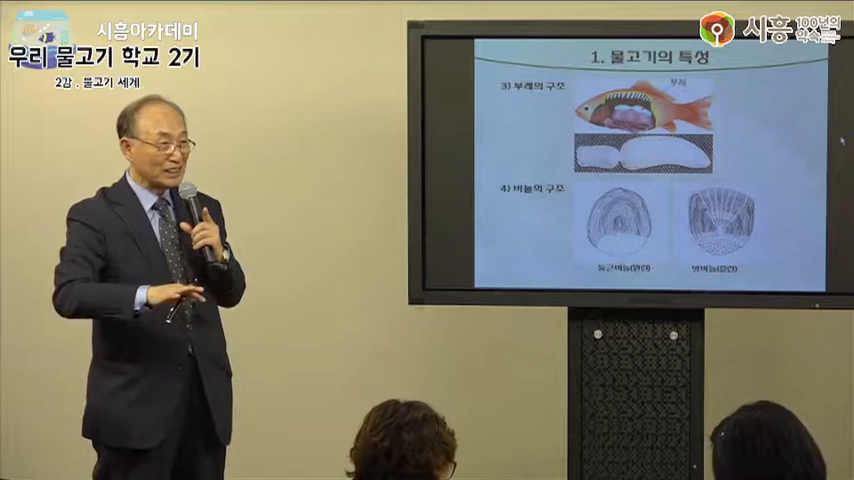 시흥아카데미
우리 물고기 학교 2기
2강 . 물고기 세계
시흥 100년의 약속
1. 물고기의 특성
3) 부레의 구조
부레
4) 비늘의 구조
둥근비늘(원린)
빗비늘(즐린)